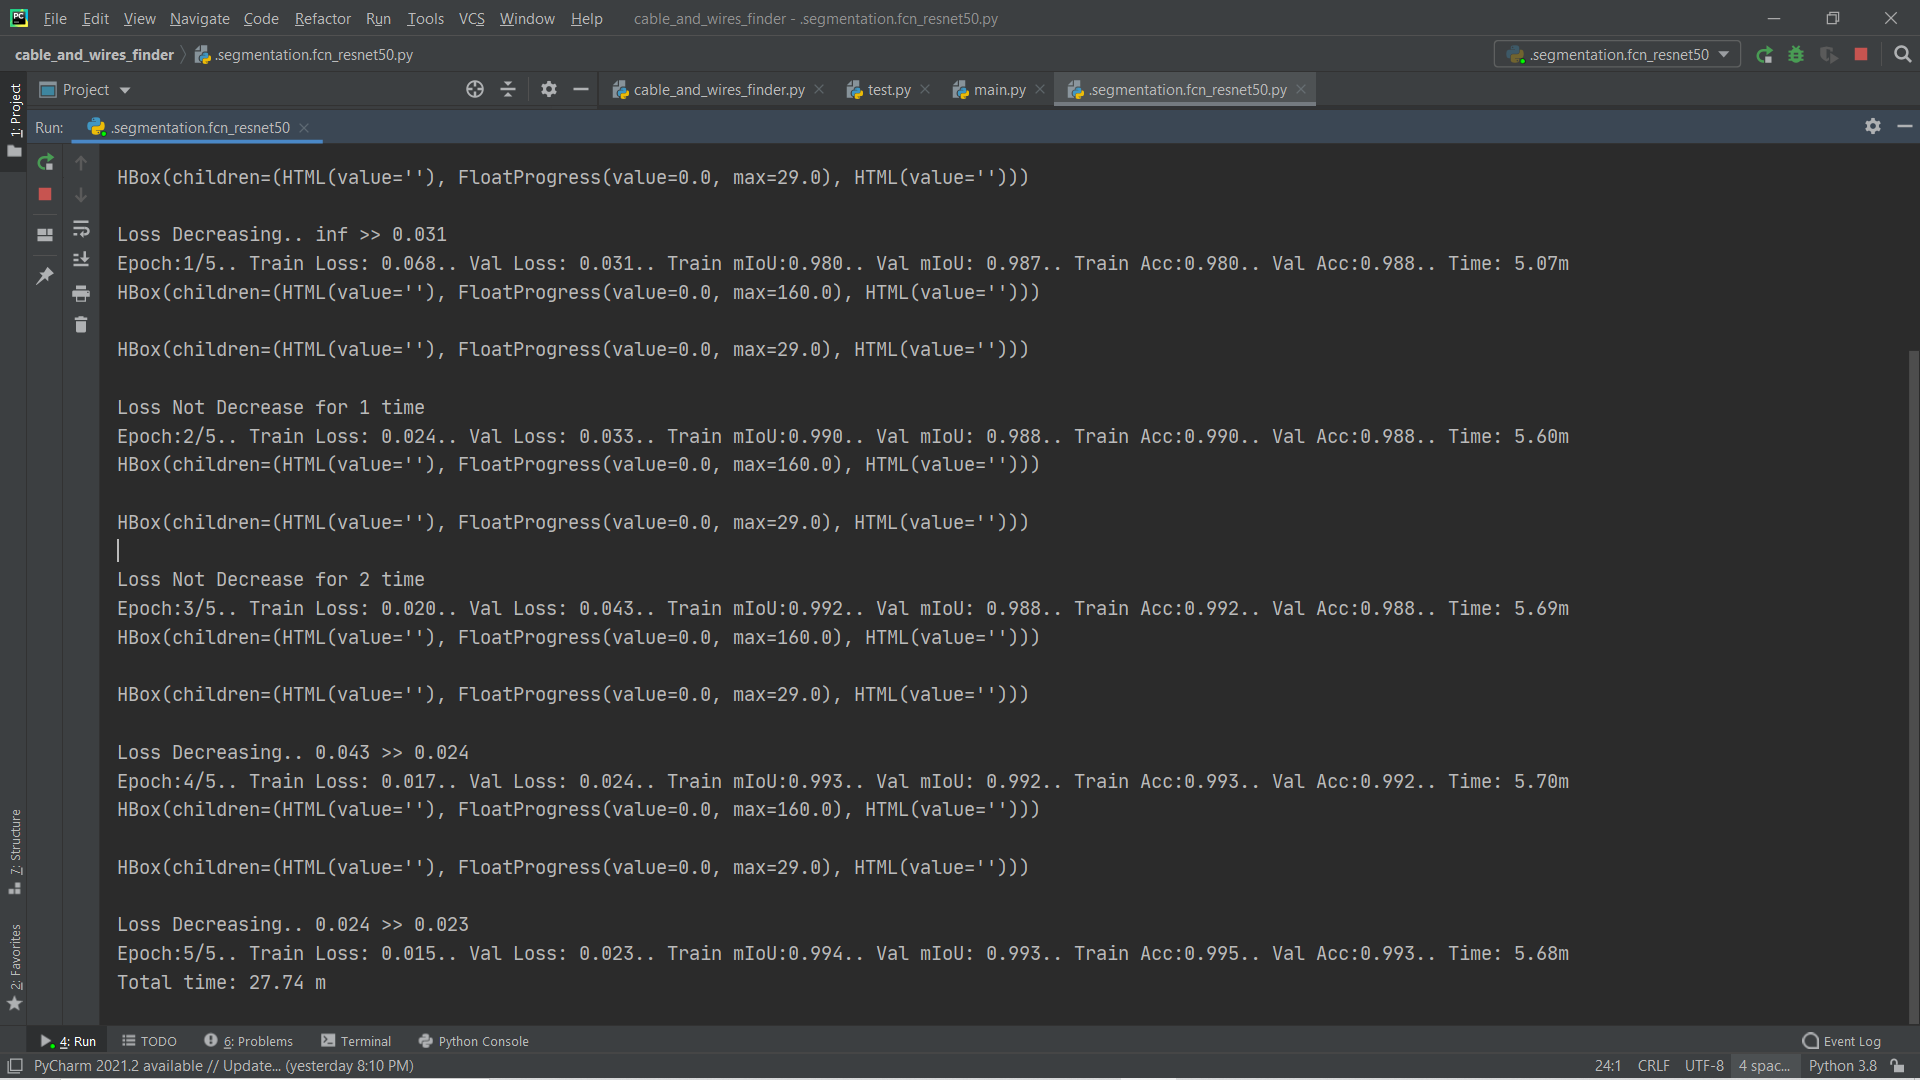 File Edit View Navigate Code Refactor Run Tools VCS Window Help cable_and_wires_finder - .segmentation.fcn_resnet50.py
cable_and_wires_finder .segmentation.fcn_resnet50.py .segmentation.fcn_resnet50
1: Project
Project cable_and_wires_finder.py test.py main.py .segmentation.fcn_resnet50.py
Run: .segmentation.fcn_resnet50
HBox(children=(HTML(value=''), FloatProgress(value=0.0, max=29.0), HTML(value='')))
Loss Decreasing.. inf >> 0.031
Epoch:1/5.. Train Loss: 0.068.. Val Loss: 0.031.. Train mIoU:0.980.. Val mIoU: 0.987.. Train Acc:0.980.. Val Acc:0.988.. Time: 5.07m
HBox(children=(HTML(value=''), FloatProgress(value=0.0, max=160.0), HTML(value='')))
HBox(children=(HTML(value=''), FloatProgress(value=0.0, max=29.0), HTML(value='')))
Loss Not Decrease for 1 time
Epoch:2/5.. Train Loss: 0.024.. Val Loss: 0.033.. Train mIoU:0.990.. Val mIoU: 0.988.. Train Acc:0.990.. Val Acc:0.988.. Time: 5.60m
HBox(children=(HTML(value=''), FloatProgress(value=0.0, max=160.0), HTML(value='')))
HBox(children=(HTML(value=''), FloatProgress(value=0.0, max=29.0), HTML(value='')))
Loss Not Decrease for 2 time
Epoch:3/5.. Train Loss: 0.020.. Val Loss: 0.043.. Train mIoU:0.992.. Val mIoU: 0.988.. Train Acc:0.992.. Val Acc:0.988.. Time: 5.69m
HBox(children=(HTML(value=''), FloatProgress(value=0.0, max=160.0), HTML(value='')))
HBox(children=(HTML(value=''), FloatProgress(value=0.0, max=29.0), HTML(value='')))
Loss Decreasing.. 0.043 >> 0.024
Epoch:4/5.. Train Loss: 0.017.. Val Loss: 0.024.. Train mIoU:0.993.. Val mIoU: 0.992.. Train Acc:0.993.. Val Acc:0.992.. Time: 5.70m
HBox(children=(HTML(value=''), FloatProgress(value=0.0, max=160.0), HTML(value='')))
HBox(children=(HTML(value=''), FloatProgress(value=0.0, max=29.0), HTML(value='')))
Loss Decreasing.. 0.024 >> 0.023
Epoch:5/5.. Train Loss: 0.015.. Val Loss: 0.023.. Train mIoU:0.994.. Val mIoU: 0.993.. Train Acc:0.995.. Val Acc:0.993.. Time: 5.68m
Total time: 27.74 m
7: Structure
2: Favorites
4: Run TODO 6: Problems Terminal Python Console Event Log
PyCharm 2021.2 available // Update... (yesterday 8:10 PM) 24:1 CRLF UTF-8 4 spac... Python 3.8